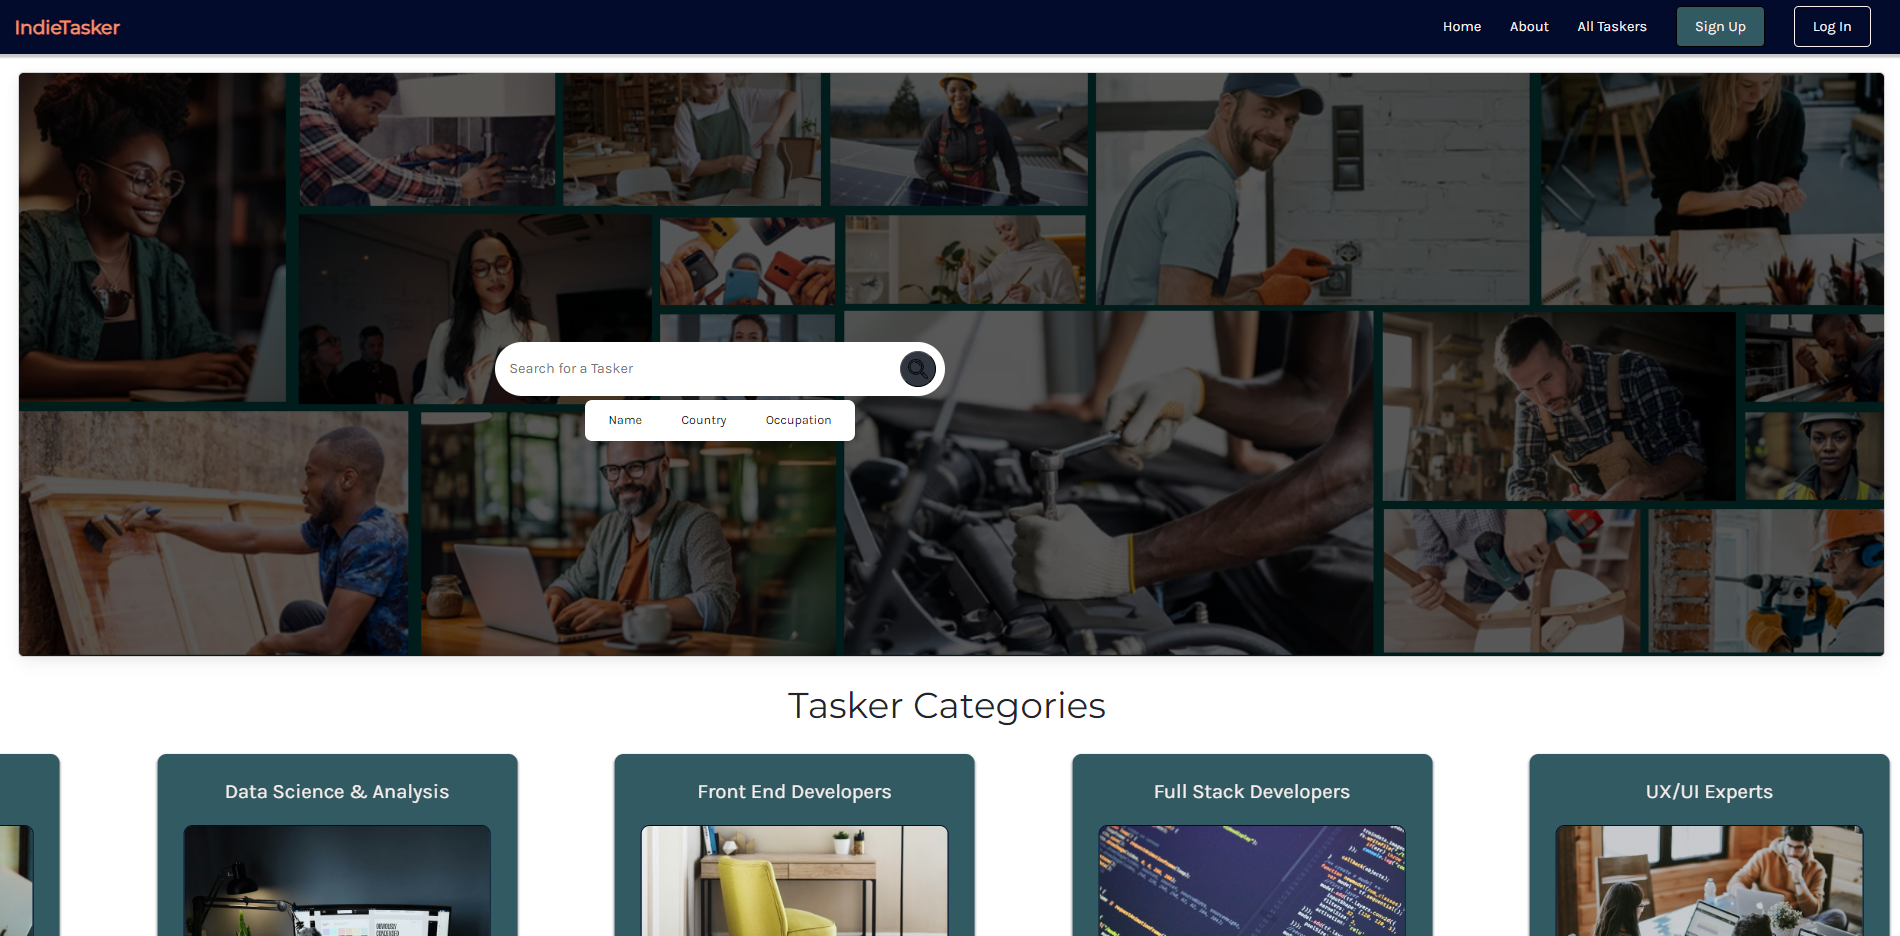 IndieTasker
Home About All Taskers Sign Up Log In
Search for a Tasker
Name Country Occupation
Tasker Categories
Data Science & Analysis
Front End Developers
Full Stack Developers
UX/UI Experts